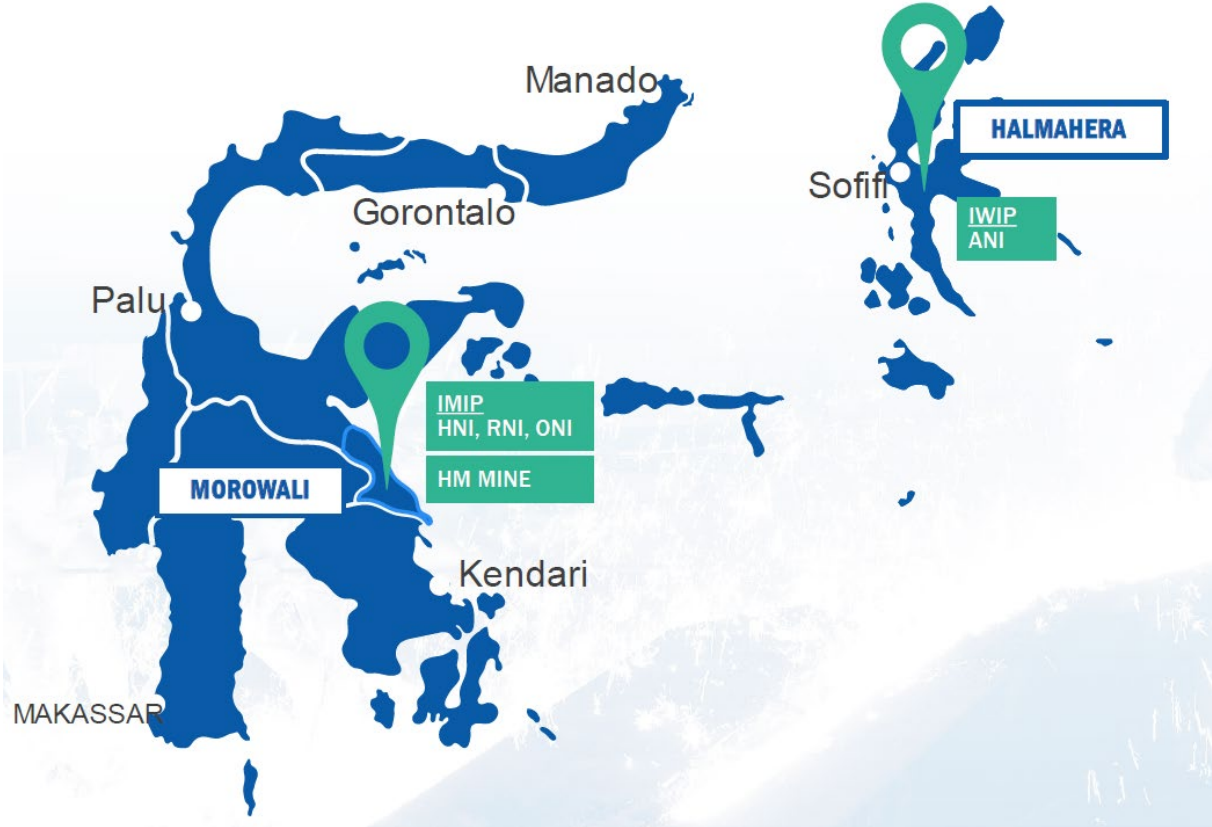 Manado
HALMAHERA
Sofifi
Gorontalo
IWIP
ANI
Palu
IMIP
HNI, RNI, ONI
HM MINE
MOROWALI
Kendari
MAKASSAR